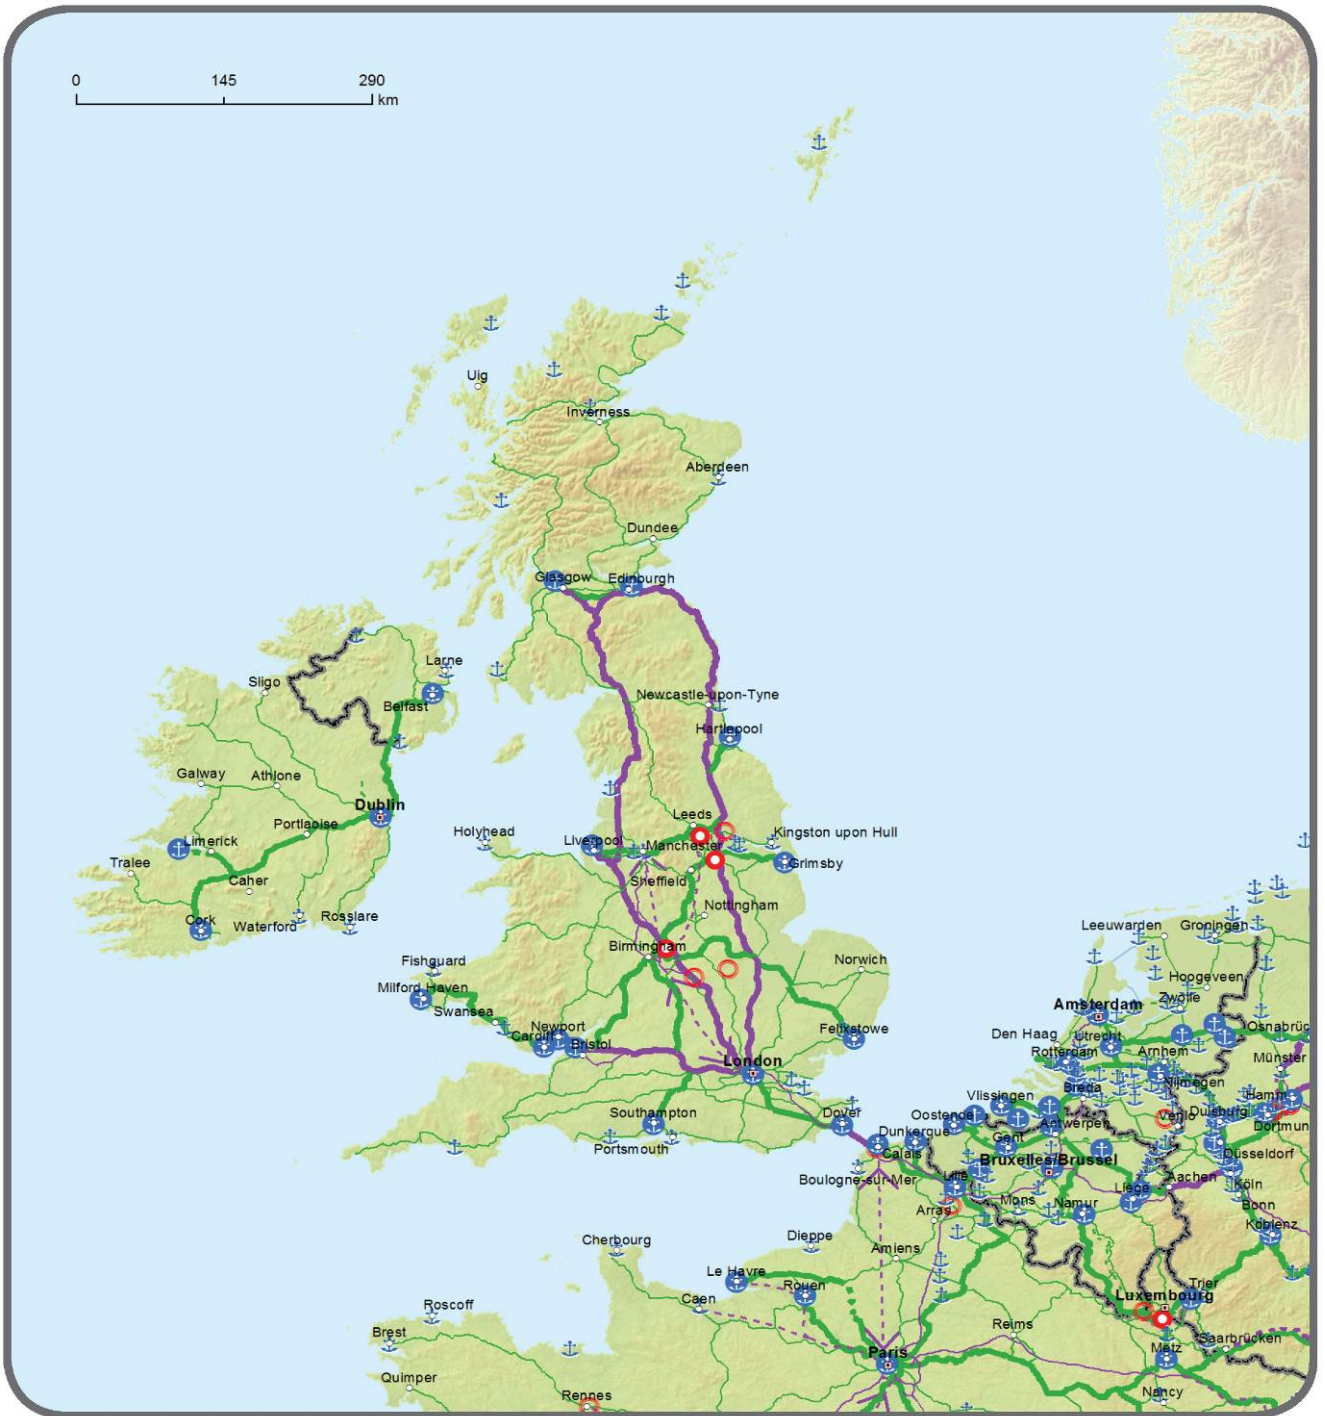 0 145 290
km
Uig
Inverness
Aberdeen
Dundee
Glasgow Edinburgh
Larne
Sligo
Newcastle-upon-Tyne
Belfast
Hartlepool
Galway Athlone
Dublin
Leeds
Portlaoise
Holyhead
Kingston upon Hull
Limerick
Liverpool
Manchester
Tralee
Grimsby
Caher
Sheffield
Nottingham
Cork
Waterford
Rosslare
Leeuwarden
Groningen
Birmingham
Fishguard
Norwich
Hoogeveen
Milford Haven
Zwolle
Amsterdam
Swansea
Newport
Felixstowe
Osnabrüc
Cardiff
Bristol
Den Haag
Utrecht
Rotterdam
Arnhem
Münster
London
Nijmegen
Breda
Vlissingen
Hamm
Southampton
Dover
Oostende
Venlo
Duisburg
Antwerpen
Dortmun
Portsmouth
Dunkerque
Gent
Calais
Bruxelles/Brussel
Düsseldorf
Boulogne-sur-Mer
Lille
Aachen
Liège
Köln
Mons
Namur
Arras
Bonn
Koblenz
Cherbourg
Dieppe
Amiens
Le Havre
Rouen
Trier
Luxembourg
Caen
Roscoff
Reims
Brest
Saarbrücken
Paris
Metz
Quimper
Rennes
Nancy